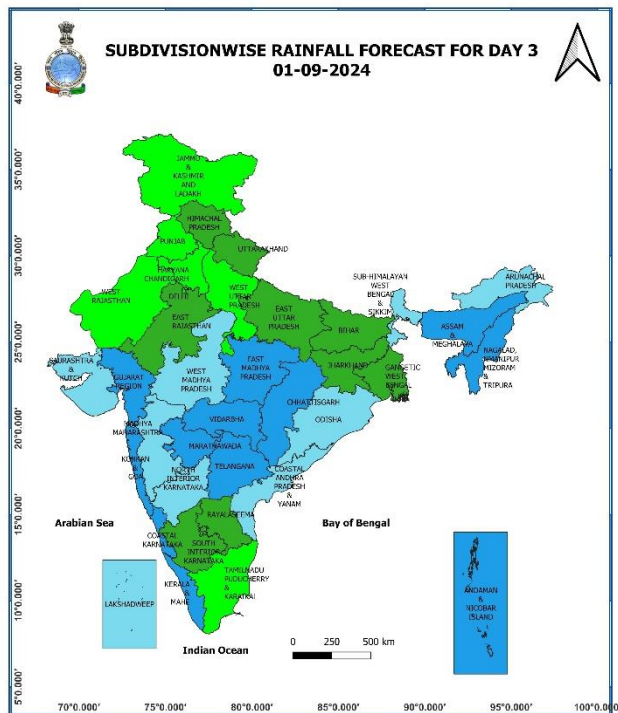 SUBDIVISIONWISE RAINFALL FORECAST FOR DAY 3
01-09-2024
40°0.000'
35°0.000'
30°0.000'
25°0.000'
20°0.000'
15°0.000'
10°0.000'
5°0.000'
JAMMU
&
KASHMIR
AND
LADAKH
HIMACHAL
PRADESH
PUNJAB
UTTARAKHAND
HARYANA
CHANDIGARH
DELHI
WEST
RAJASTHAN
WEST
UTTAR
PRADESH
EAST
RAJASTHAN
EAST
UTTAR
PRADESH
SUB-HIMALAYAN
WEST
BENGAL
&
SIKKIM
ARUNACHAL
PRADESH
ASSAM
&
MEGHALAYA
NAGALAD,
MANIPUR
MIZORAM
&
TRIPURA
BIHAR
JHARKHAND
GANGETIC
WEST
BENGAL
SAURASHTRA
&
KUTCH
GUJARAT
REGION
WEST
MADHYA
PRADESH
EAST
MADHYA
PRADESH
CHHATTISGARH
ODISHA
MADHYA
MAHARASHTRA
VIDARBHA
MARATHAWADA
TELANGANA
KONKAN
&
GOA
NORTH
INTERIOR
KARNATAKA
COASTAL
ANDHRA
PRADESH
&
YANAM
RAYALASEEMA
COASTAL
KARNATAKA
SOUTH
INTERIOR
KARNATAKA
TAMILNADU
PUDUCHERRY
&
KARAIKAL
KERALA
&
MAHE
LAKSHADWEEP
ANDAMAN
&
NICOBAR
ISLAND
Arabian Sea
Bay of Bengal
Indian Ocean
0 250 500 km
70°0.000' 75°0.000' 80°0.000' 85°0.000' 90°0.000' 95°0.000' 100°0.000'